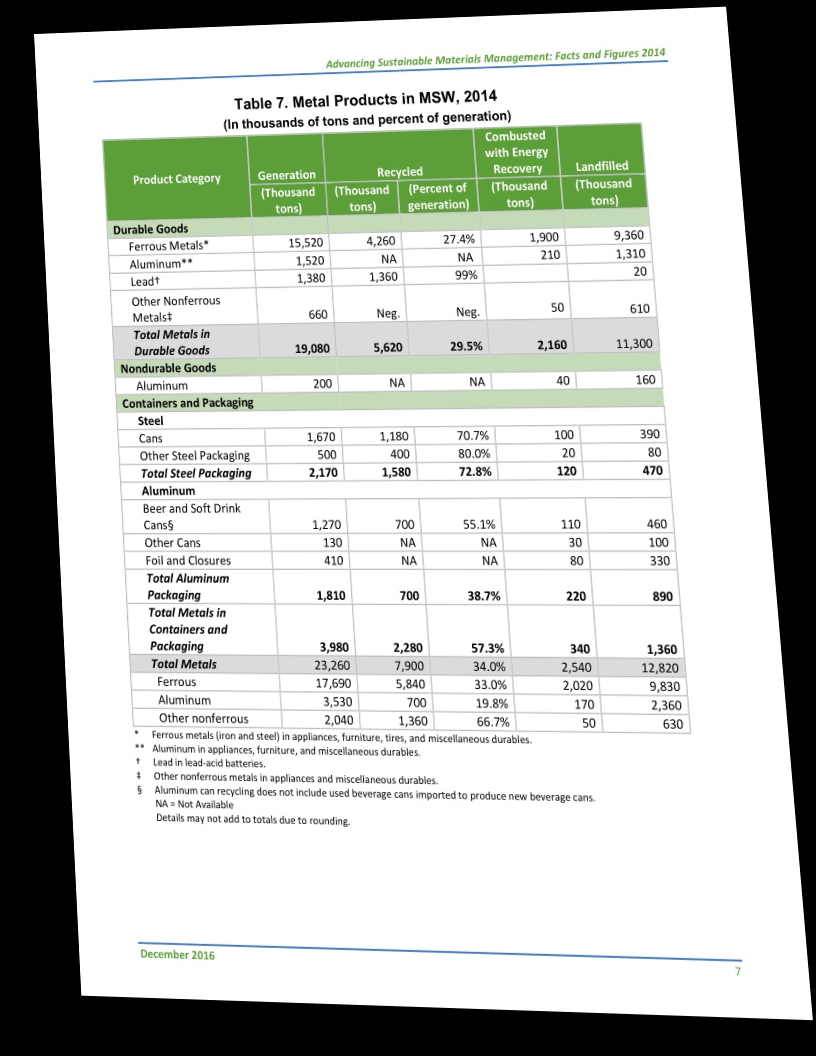 Advancing Sustainable Materials Management: Facts and Figures 2014
Table 7. Metal Products in MSW, 2014
(In thousands of tons and percent of generation)
Product Category Generation Recycled Combusted with Energy Recovery Landfilled
(Thousand tons) (Thousand tons) (Percent of generation) (Thousand tons) (Thousand tons)
Durable Goods
Ferrous Metals* 15,520 4,260 27.4% 1,900 9,360
Aluminum** 1,520 NA NA 210 1,310
Lead† 1,380 1,360 99% 20
Other Nonferrous
Metals‡ 660 Neg. Neg. 50 610
Total Metals in
Durable Goods 19,080 5,620 29.5% 2,160 11,300
Nondurable Goods
Aluminum 200 NA NA 40 160
Containers and Packaging
Steel
Cans 1,670 1,180 70.7% 100 390
Other Steel Packaging 500 400 80.0% 20 80
Total Steel Packaging 2,170 1,580 72.8% 120 470
Aluminum
Beer and Soft Drink
Cans§ 1,270 700 55.1% 110 460
Other Cans 130 NA NA 30 100
Foil and Closures 410 NA NA 80 330
Total Aluminum
Packaging 1,810 700 38.7% 220 890
Total Metals in
Containers and
Packaging 3,980 2,280 57.3% 340 1,360
Total Metals 23,260 7,900 34.0% 2,540 12,820
Ferrous 17,690 5,840 33.0% 2,020 9,830
Aluminum 3,530 700 19.8% 170 2,360
Other nonferrous 2,040 1,360 66.7% 50 630
* Ferrous metals (iron and steel) in appliances, furniture, tires, and miscellaneous durables.
** Aluminum in appliances, furniture, and miscellaneous durables.
† Lead in lead-acid batteries.
‡ Other nonferrous metals in appliances and miscellaneous durables.
§ Aluminum can recycling does not include used beverage cans imported to produce new beverage cans.
NA = Not Available
Details may not add to totals due to rounding.
December 2016
7